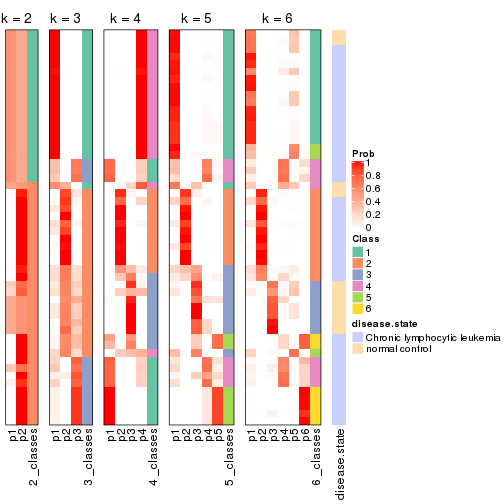 k = 2 k = 3 k = 4 k = 5 k = 6
Prob
1
0.8
0.6
0.4
0.2
0
Class
1
2
3
4
5
6
disease.state
Chronic lymphocytic leukemia
normal control
p1 p2 2_classes p1 p2 p3 3_classes p1 p2 p3 p4 4_classes p1 p2 p3 p4 p5 5_classes p1 p2 p3 p4 p5 p6 6_classes disease.state